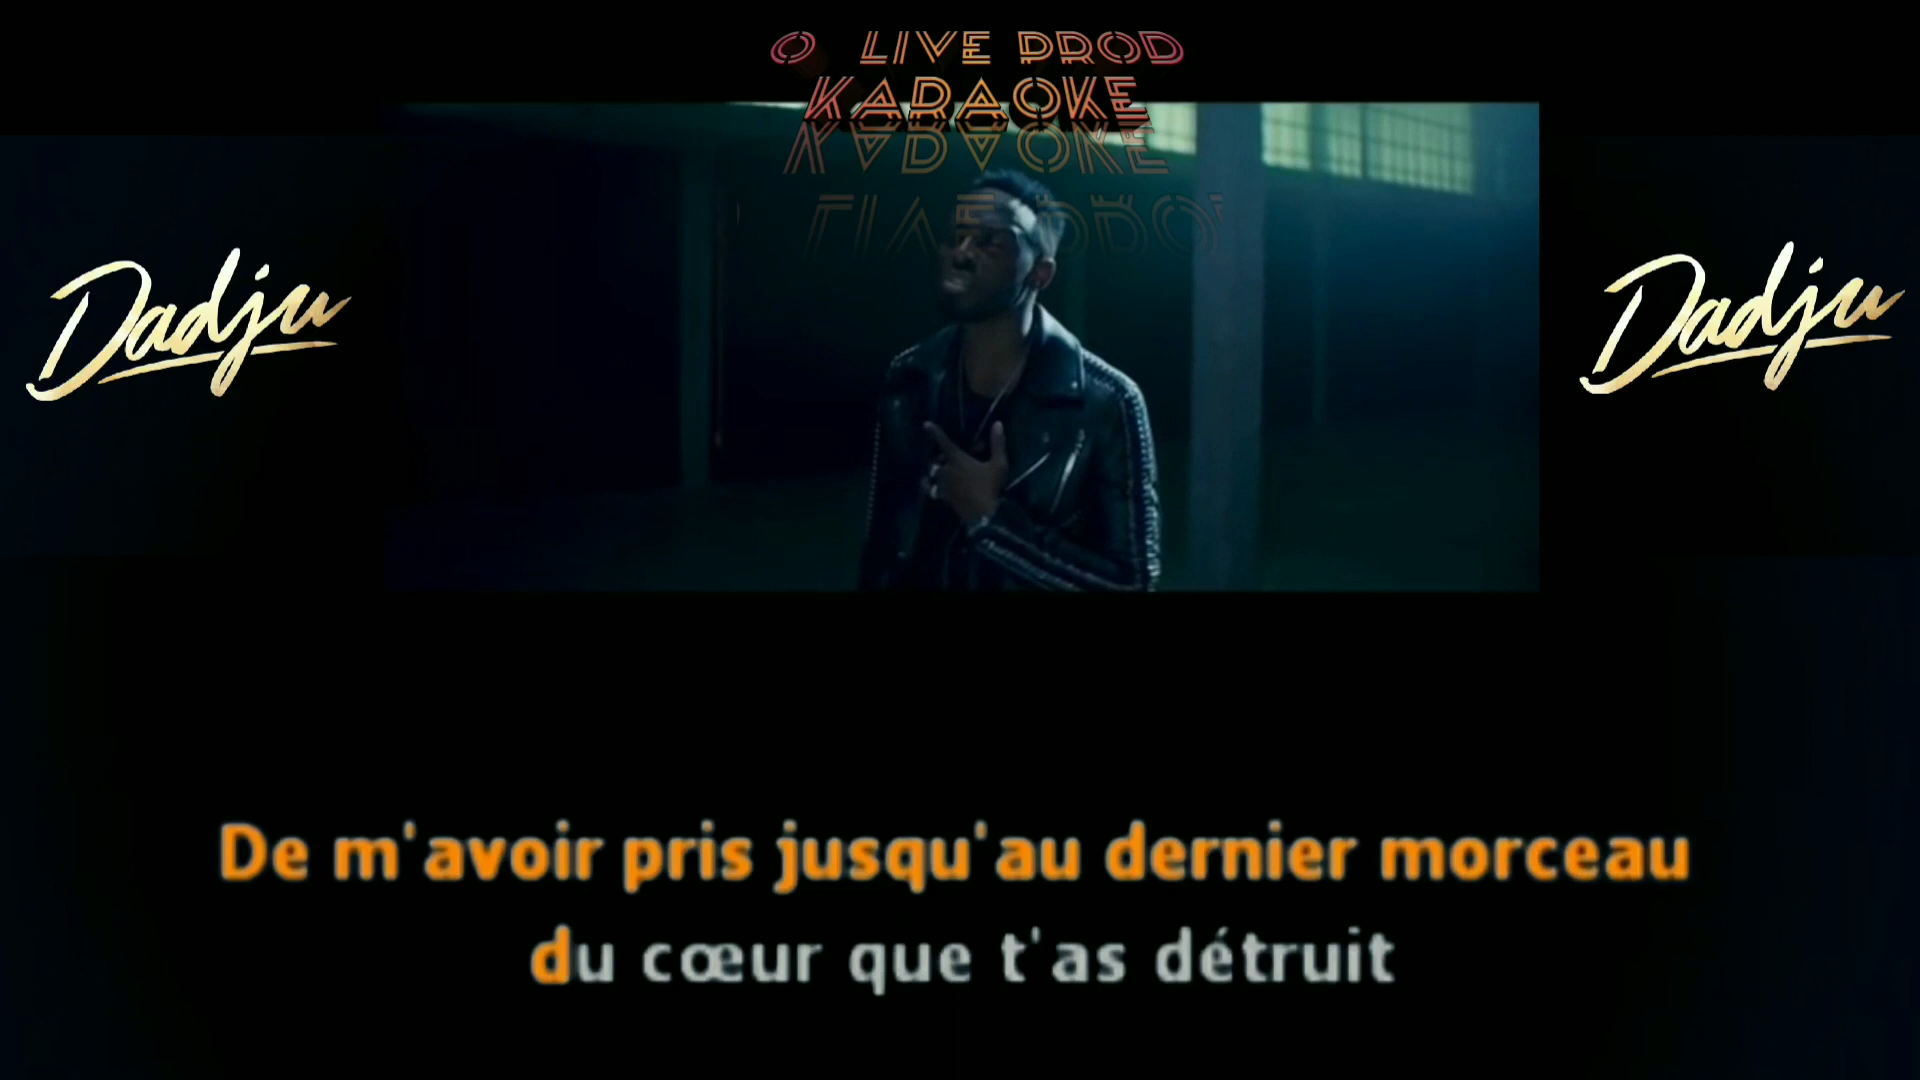 O LIVE PROD
KARAOKE
Dadju
Dadju
De m'avoir pris jusqu'au dernier morceau
du cœur que t'as détruit